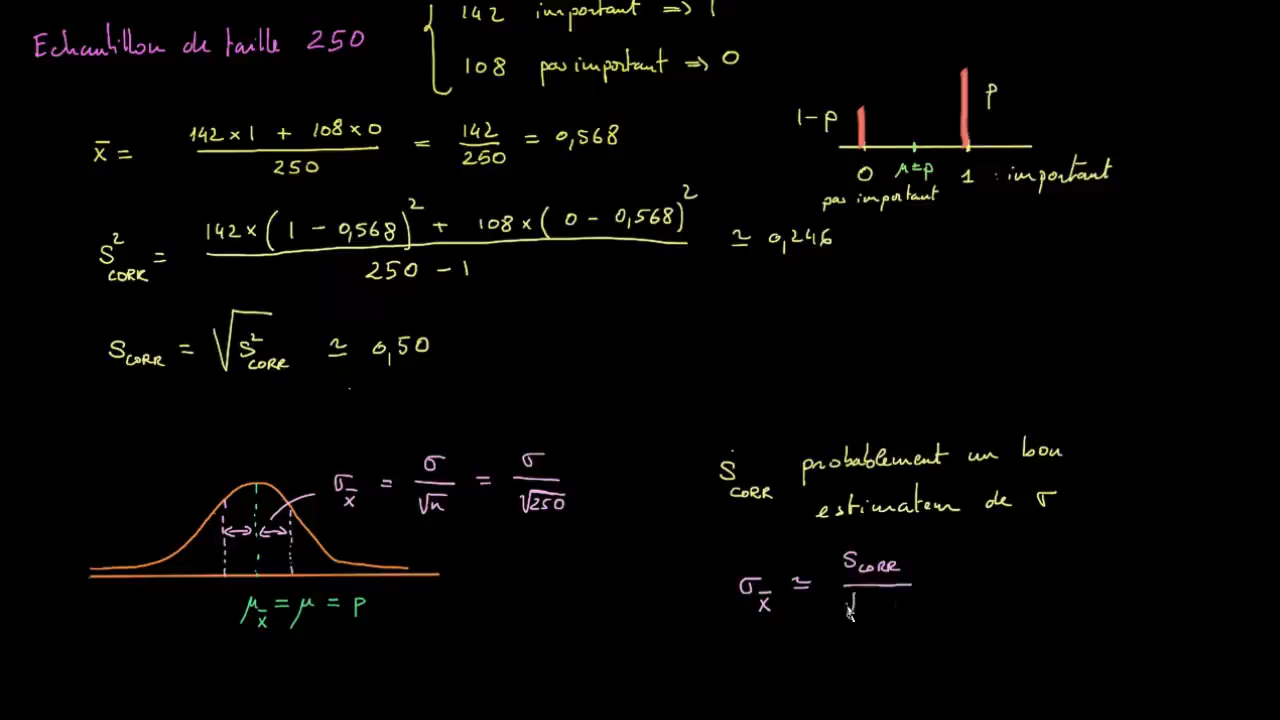 142 important => 1
Echantillon de taille 250
108 pas important => 0
x̄ = (142 × 1 + 108 × 0) / 250 = 142/250 = 0,568
1-p
p
0 μ=p 1 : important
pas important
S²CORR = (142 × (1 - 0,568)² + 108 × (0 - 0,568)²) / (250 - 1) ≃ 0,246
SCORR = √S²CORR ≃ 0,50
σx̄ = σ/√n = σ/√250
μx̄ = μ = p
SCORR probablement un bon
estimateur de σ
σx̄ ≃ SCORR / √